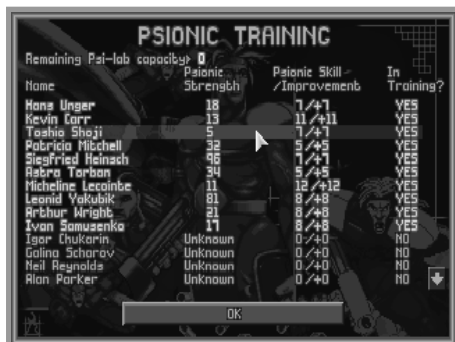 PSIONIC TRAINING
Remaining Psi-lab capacity> 0
Name Psionic Strength Psionic Skill /Improvement In Training?
Hans Unger 18 7/+7 YES
Kevin Carr 13 11/+11 YES
Toshio Shoji 5 7/+7 YES
Patricia Mitchell 32 5/+5 YES
Siegfried Heinsch 96 7/+7 YES
Astra Torban 34 5/+5 YES
Micheline Lecointe 11 12/+12 YES
Leonid Yakubik 81 8/+8 YES
Arthur Wright 21 8/+8 YES
Ivan Samusenko 17 8/+8 YES
Igor Chukarin Unknown 0/+0 NO
Galina Scharov Unknown 0/+0 NO
Neil Reynolds Unknown 0/+0 NO
Alan Parker Unknown 0/+0 NO
OK